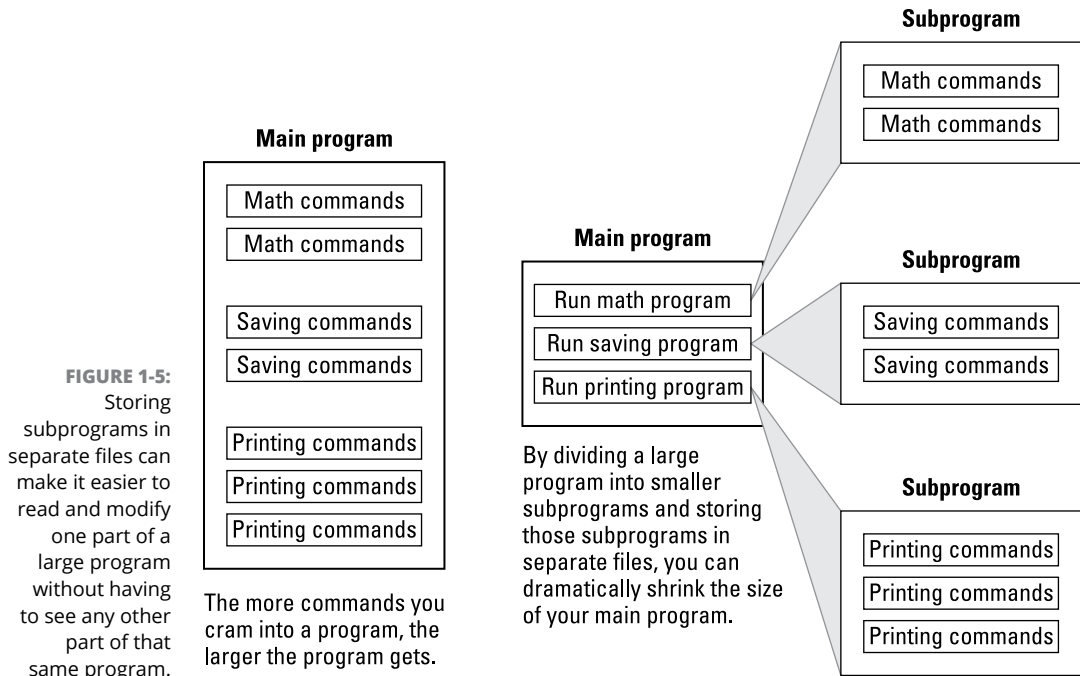 FIGURE 1-5:
Storing
subprograms in
separate files can
make it easier to
read and modify
one part of a
large program
without having
to see any other
part of that
same program.
Main program
Math commands
Math commands
Saving commands
Saving commands
Printing commands
Printing commands
Printing commands
The more commands you
cram into a program, the
larger the program gets.
Main program
Run math program
Run saving program
Run printing program
By dividing a large
program into smaller
subprograms and storing
those subprograms in
separate files, you can
dramatically shrink the size
of your main program.
Subprogram
Math commands
Math commands
Subprogram
Saving commands
Saving commands
Subprogram
Printing commands
Printing commands
Printing commands